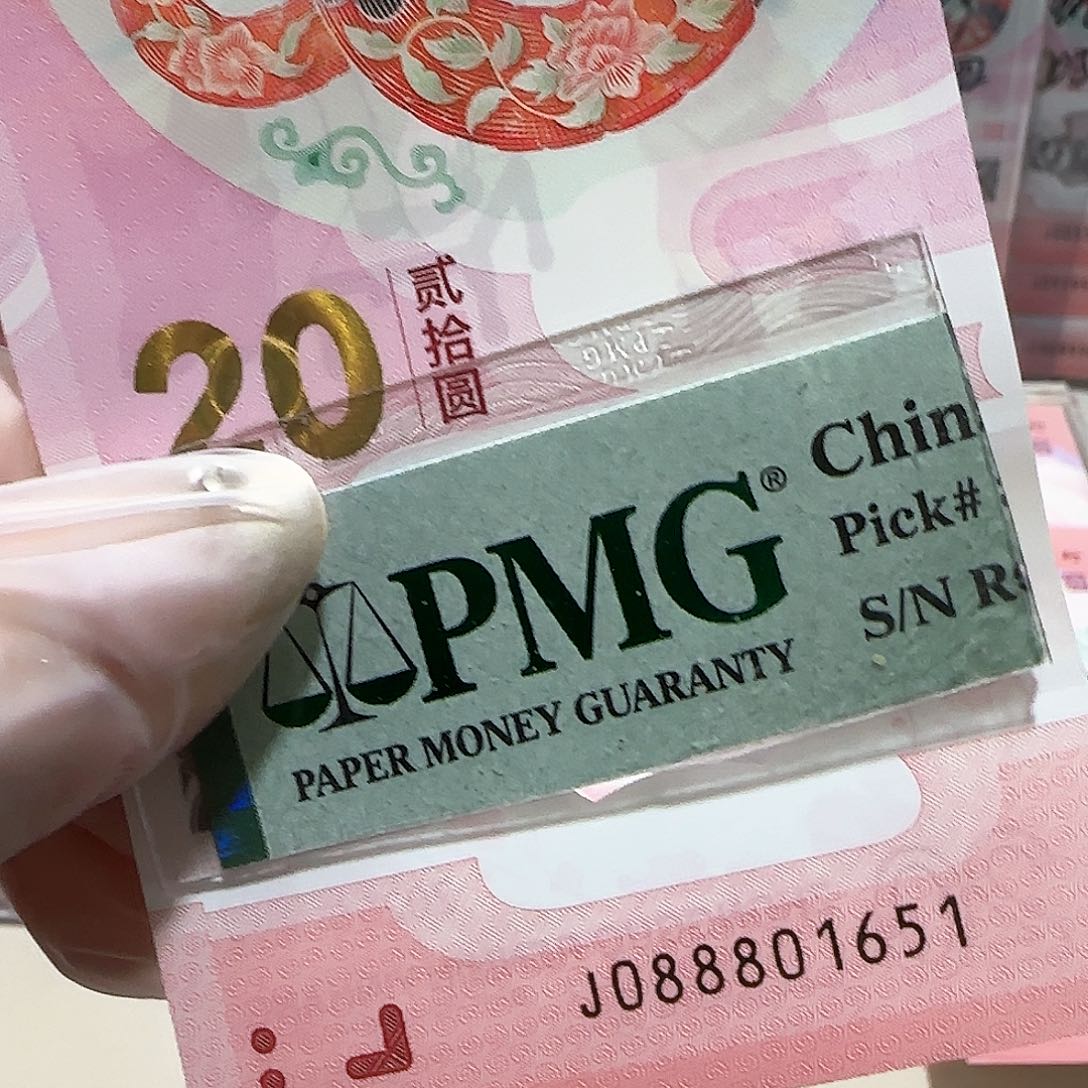 20
贰拾圆
PMG®
PAPER MONEY GUARANTY
Chin
Pick#
S/N R
J088801651